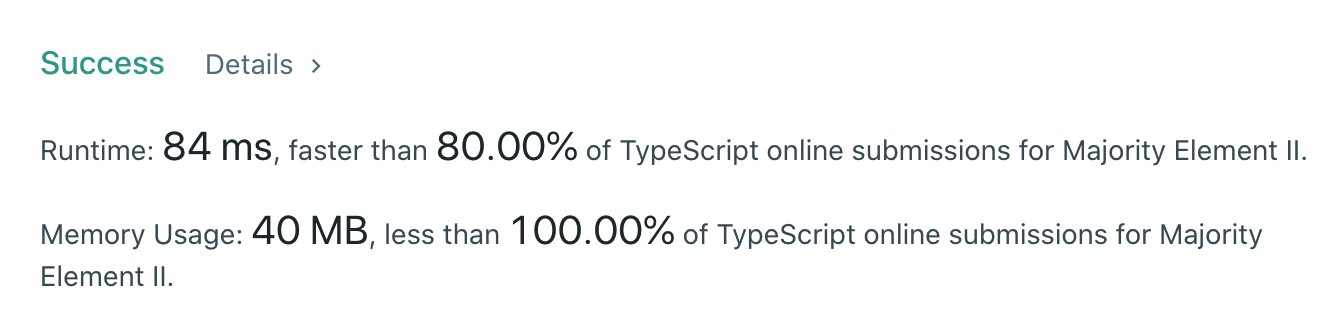 Success Details >
Runtime: 84 ms, faster than 80.00% of TypeScript online submissions for Majority Element II.
Memory Usage: 40 MB, less than 100.00% of TypeScript online submissions for Majority
Element II.